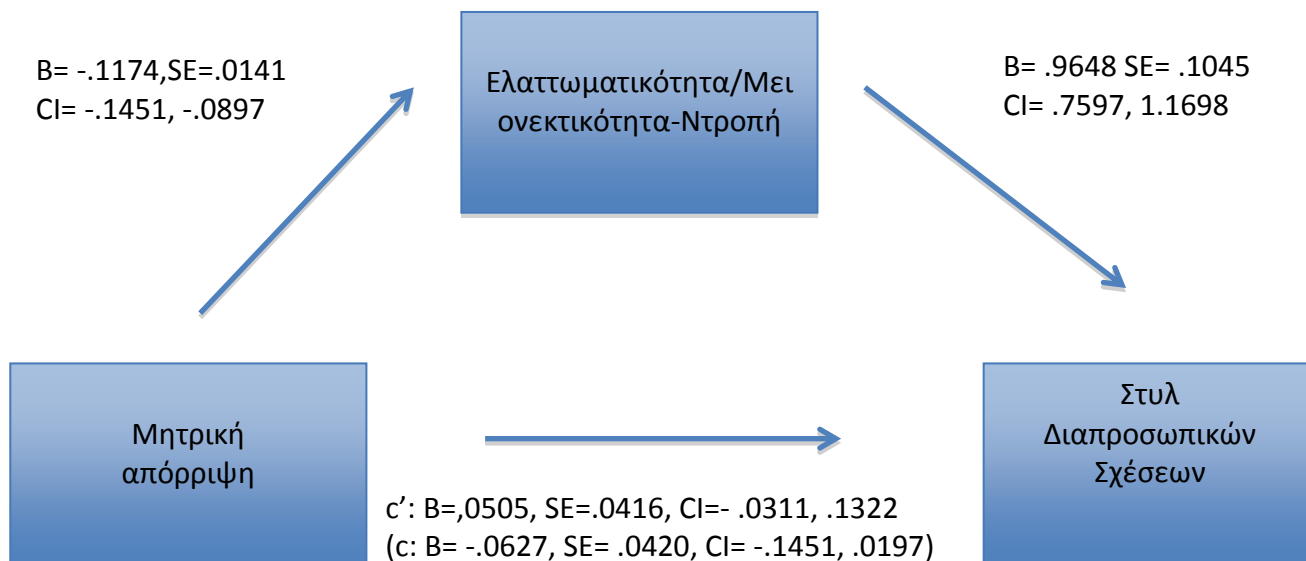 B= -.1174,SE=.0141
CI= -.1451, -.0897
Ελαττωματικότητα/Μει
ονεκτικότητα-Ντροπή
B= .9648 SE= .1045
CI= .7597, 1.1698
Μητρική
απόρριψη
Στυλ
Διαπροσωπικών
Σχέσεων
c’: B=,0505, SE=.0416, CI=- .0311, .1322
(c: B= -.0627, SE= .0420, CI= -.1451, .0197)